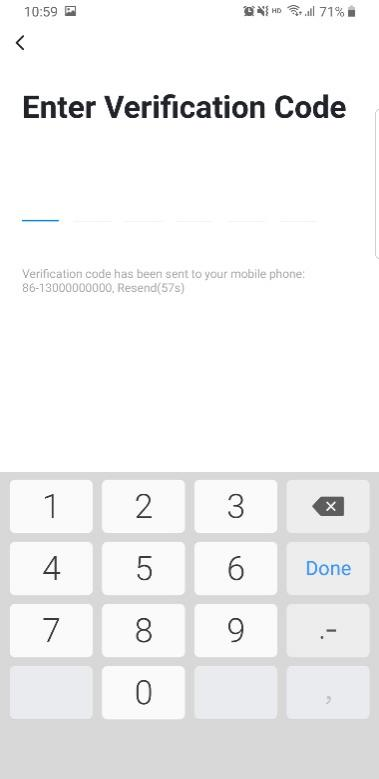 10:59 HD 71%
Enter Verification Code
Verification code has been sent to your mobile phone:
86-13000000000, Resend(57s)
1 2 3
4 5 6 Done
7 8 9 .-
0 ,